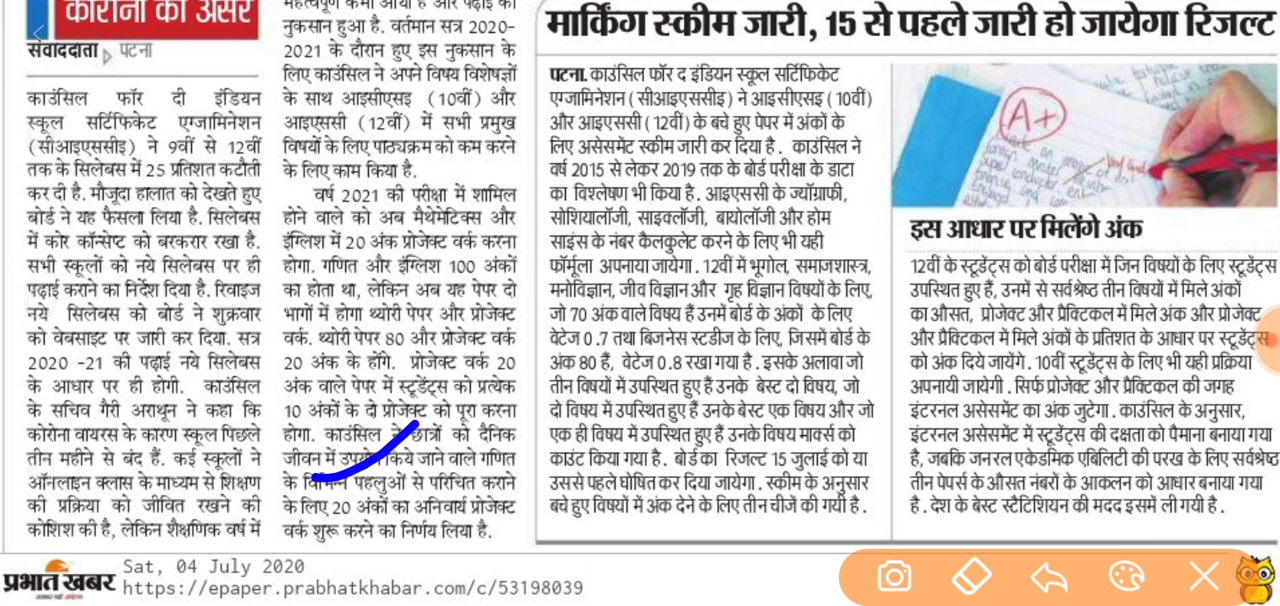 कोरोना का असर
संवाददाता पटना
काउंसिल फॉर दी इंडियन
स्कूल सर्टिफिकेट एग्जामिनेशन
(सीआइएससीइ) ने 9वीं से 12वीं
तक के सिलेबस में 25 प्रतिशत कटौती
कर दी है. मौजूदा हालात को देखते हुए
बोर्ड ने यह फैसला लिया है. सिलेबस
में कोर कॉन्सेप्ट को बरकरार रखा है.
सभी स्कूलों को नये सिलेबस पर ही
पढ़ाई कराने का निर्देश दिया है. रिवाइज
नये सिलेबस को बोर्ड ने शुक्रवार
को वेबसाइट पर जारी कर दिया. सत्र
2020 -21 की पढ़ाई नये सिलेबस
के आधार पर ही होगी. काउंसिल
के सचिव गैरी अराथून ने कहा कि
कोरोना वायरस के कारण स्कूल पिछले
तीन महीने से बंद हैं. कई स्कूलों ने
ऑनलाइन क्लास के माध्यम से शिक्षण
की प्रक्रिया को जीवित रखने की
कोशिश की है, लेकिन शैक्षणिक वर्ष में
महत्वपूर्ण कमी आयी है और पढ़ाई का
नुकसान हुआ है. वर्तमान सत्र 2020-
2021 के दौरान हुए इस नुकसान के
लिए काउंसिल ने अपने विषय विशेषज्ञों
के साथ आइसीएसइ (10वीं) और
आइएससी (12वीं) में सभी प्रमुख
विषयों के लिए पाठ्यक्रम को कम करने
के लिए काम किया है.
वर्ष 2021 की परीक्षा में शामिल
होने वाले को अब मैथेमेटिक्स और
इंग्लिश में 20 अंक प्रोजेक्ट वर्क करना
होगा. गणित और इंग्लिश 100 अंकों
का होता था, लेकिन अब यह पेपर दो
भागों में होगा थ्योरी पेपर और प्रोजेक्ट
वर्क. थ्योरी पेपर 80 और प्रोजेक्ट वर्क
20 अंक के होंगे. प्रोजेक्ट वर्क 20
अंक वाले पेपर में स्टूडेंट्स को प्रत्येक
10 अंकों के दो प्रोजेक्ट को पूरा करना
होगा. काउंसिल ने छात्रों को दैनिक
जीवन में उपयोग किये जाने वाले गणित
के विभिन्न पहलुओं से परिचित कराने
के लिए 20 अंकों का अनिवार्य प्रोजेक्ट
वर्क शुरू करने का निर्णय लिया है.
मार्किंग स्कीम जारी, 15 से पहले जारी हो जायेगा रिजल्ट
पटना. काउंसिल फॉर द इंडियन स्कूल सर्टिफिकेट
एग्जामिनेशन (सीआइएससीइ) ने आइसीएसइ (10वीं)
और आइएससी (12वीं) के बचे हुए पेपर में अंकों के
लिए असेसमेंट स्कीम जारी कर दिया है. काउंसिल ने
वर्ष 2015 से लेकर 2019 तक के बोर्ड परीक्षा के डाटा
का विश्लेषण भी किया है. आइएससी के ज्यॉग्राफी,
सोशियालॉजी, साइक्लॉजी, बायोलॉजी और होम
साइंस के नंबर कैलकुलेट करने के लिए भी यही
फॉर्मूला अपनाया जायेगा. 12वीं में भूगोल, समाजशास्त्र,
मनोविज्ञान, जीव विज्ञान और गृह विज्ञान विषयों के लिए,
जो 70 अंक वाले विषय हैं उनमें बोर्ड के अंकों के लिए
वेटेज 0.7 तथा बिजनेस स्टडीज के लिए, जिसमें बोर्ड के
अंक 80 हैं, वेटेज 0.8 रखा गया है. इसके अलावा जो
तीन विषयों में उपस्थित हुए हैं उनके बेस्ट दो विषय, जो
दो विषय में उपस्थित हुए हैं उनके बेस्ट एक विषय और जो
एक ही विषय में उपस्थित हुए हैं उनके विषय मार्क्स को
काउंट किया गया है. बोर्ड का रिजल्ट 15 जुलाई को या
उससे पहले घोषित कर दिया जायेगा. स्कीम के अनुसार
बचे हुए विषयों में अंक देने के लिए तीन चीजें की गयी है.
A+
इस आधार पर मिलेंगे अंक
12वीं के स्टूडेंट्स को बोर्ड परीक्षा में जिन विषयों के लिए स्टूडेंट्स
उपस्थित हुए हैं, उनमें से सर्वश्रेष्ठ तीन विषयों में मिले अंकों
का औसत, प्रोजेक्ट और प्रैक्टिकल में मिले अंक और प्रोजेक्ट
और प्रैक्टिकल में मिले अंकों के प्रतिशत के आधार पर स्टूडेंट्स
को अंक दिये जायेंगे. 10वीं स्टूडेंट्स के लिए भी यही प्रक्रिया
अपनायी जायेगी. सिर्फ प्रोजेक्ट और प्रैक्टिकल की जगह
इंटरनल असेसमेंट का अंक जुटेगा. काउंसिल के अनुसार,
इंटरनल असेसमेंट में स्टूडेंट्स की दक्षता को पैमाना बनाया गया
है, जबकि जनरल एकेडमिक एबिलिटी की परख के लिए सर्वश्रेष्ठ
तीन पेपर्स के औसत नंबरों के आकलन को आधार बनाया गया
है. देश के बेस्ट स्टैटिशियन की मदद इसमें ली गयी है.
प्रभात खबर
Sat, 04 July 2020
https://epaper.prabhatkhabar.com/c/53198039